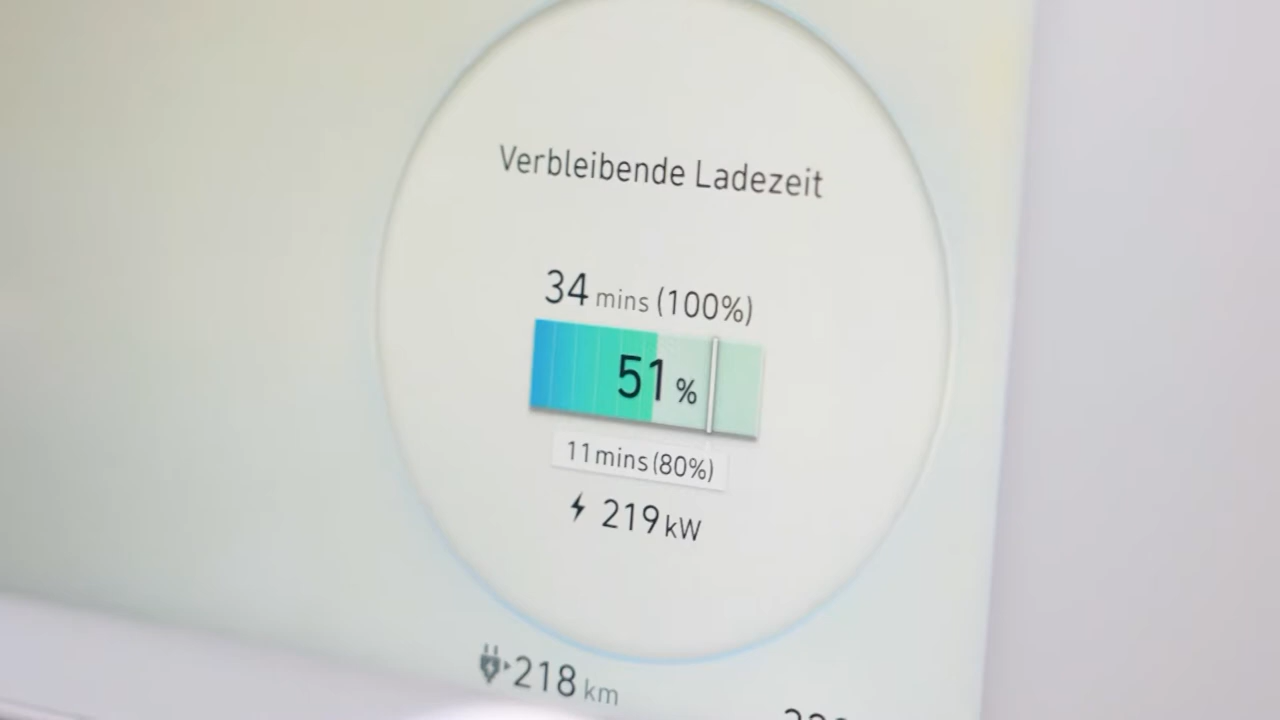 Verbleibende Ladezeit
34 mins (100%)
51 %
11 mins (80%)
219 kW
218 km